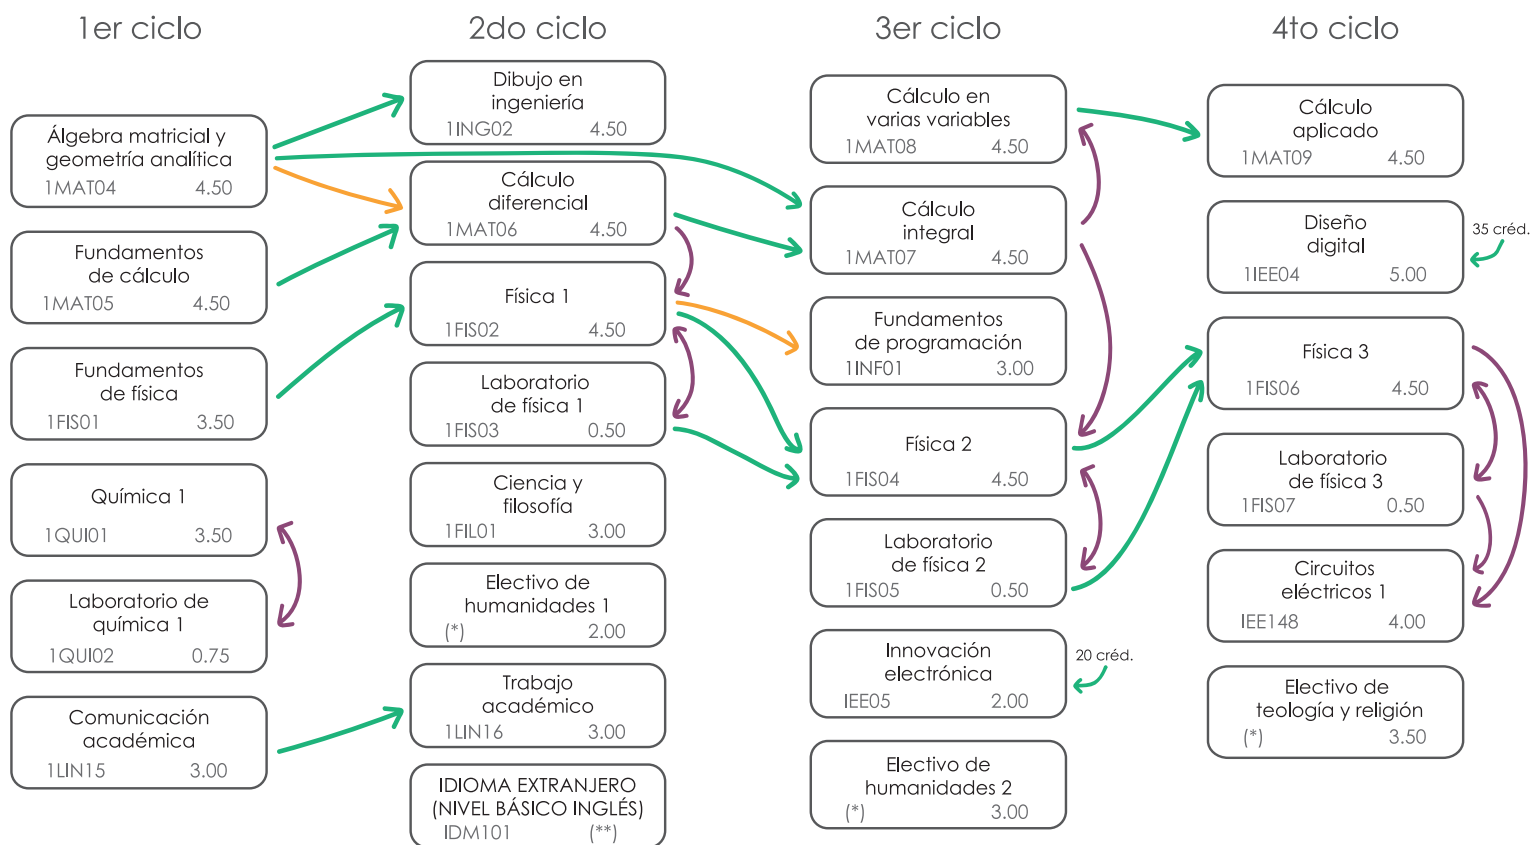 1er ciclo
Álgebra matricial y
geometría analítica
1MAT04 4.50
Fundamentos
de cálculo
1MAT05 4.50
Fundamentos
de física
1FIS01 3.50
Química 1
1QUI01 3.50
Laboratorio de
química 1
1QUI02 0.75
Comunicación
académica
1LIN15 3.00
2do ciclo
Dibujo en
ingeniería
1ING02 4.50
Cálculo
diferencial
1MAT06 4.50
Física 1
1FIS02 4.50
Laboratorio
de física 1
1FIS03 0.50
Ciencia y
filosofía
1FIL01 3.00
Electivo de
humanidades 1
(*) 2.00
Trabajo
académico
1LIN16 3.00
IDIOMA EXTRANJERO
(NIVEL BÁSICO INGLÉS)
IDM101 (**)
3er ciclo
Cálculo en
varias variables
1MAT08 4.50
Cálculo
integral
1MAT07 4.50
Fundamentos
de programación
1INF01 3.00
Física 2
1FIS04 4.50
Laboratorio
de física 2
1FIS05 0.50
Innovación
electrónica
IEE05 2.00
20 créd.
Electivo de
humanidades 2
(*) 3.00
4to ciclo
Cálculo
aplicado
1MAT09 4.50
Diseño
digital
1IEE04 5.00
35 créd.
Física 3
1FIS06 4.50
Laboratorio
de física 3
1FIS07 0.50
Circuitos
eléctricos 1
IEE148 4.00
Electivo de
teología y religión
(*) 3.50